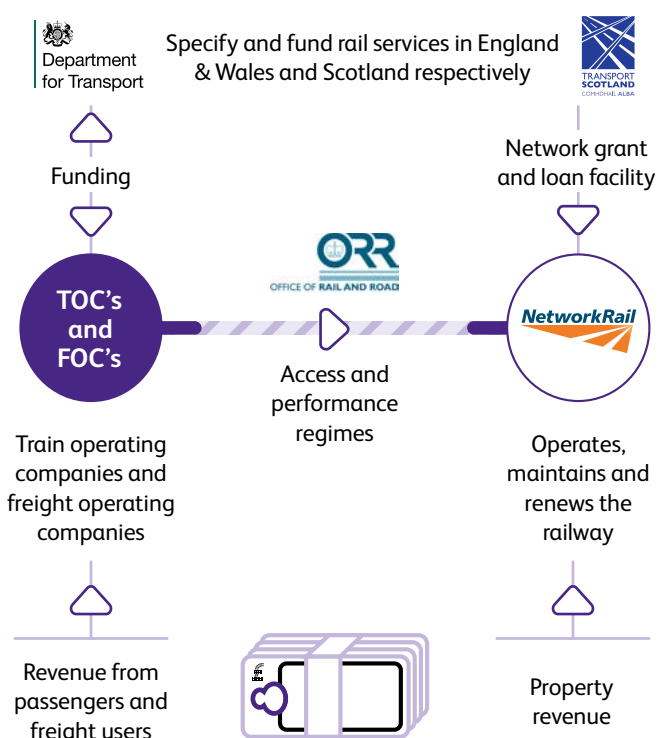 Department
for Transport
Specify and fund rail services in England
& Wales and Scotland respectively
TRANSPORT
SCOTLAND
CÒMHDHAIL ALBA
Funding
Network grant
and loan facility
ORR
OFFICE OF RAIL AND ROAD
TOC’s
and
FOC’s
NetworkRail
Access and
performance
regimes
Train operating
companies and
freight operating
companies
Operates,
maintains and
renews the
railway
Revenue from
passengers and
freight users
Property
revenue